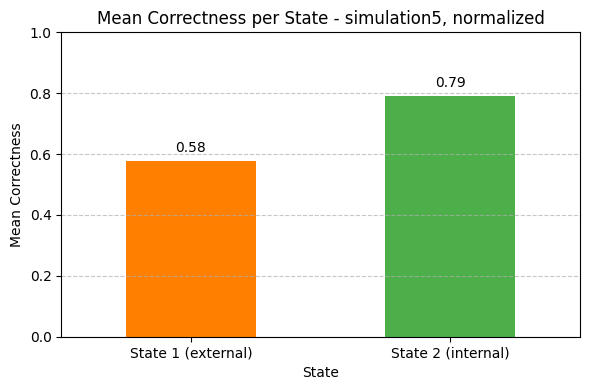 Mean Correctness per State - simulation5, normalized
1.0
0.8
0.6
0.4
0.2
0.0
Mean Correctness
0.58
0.79
State 1 (external)
State 2 (internal)
State